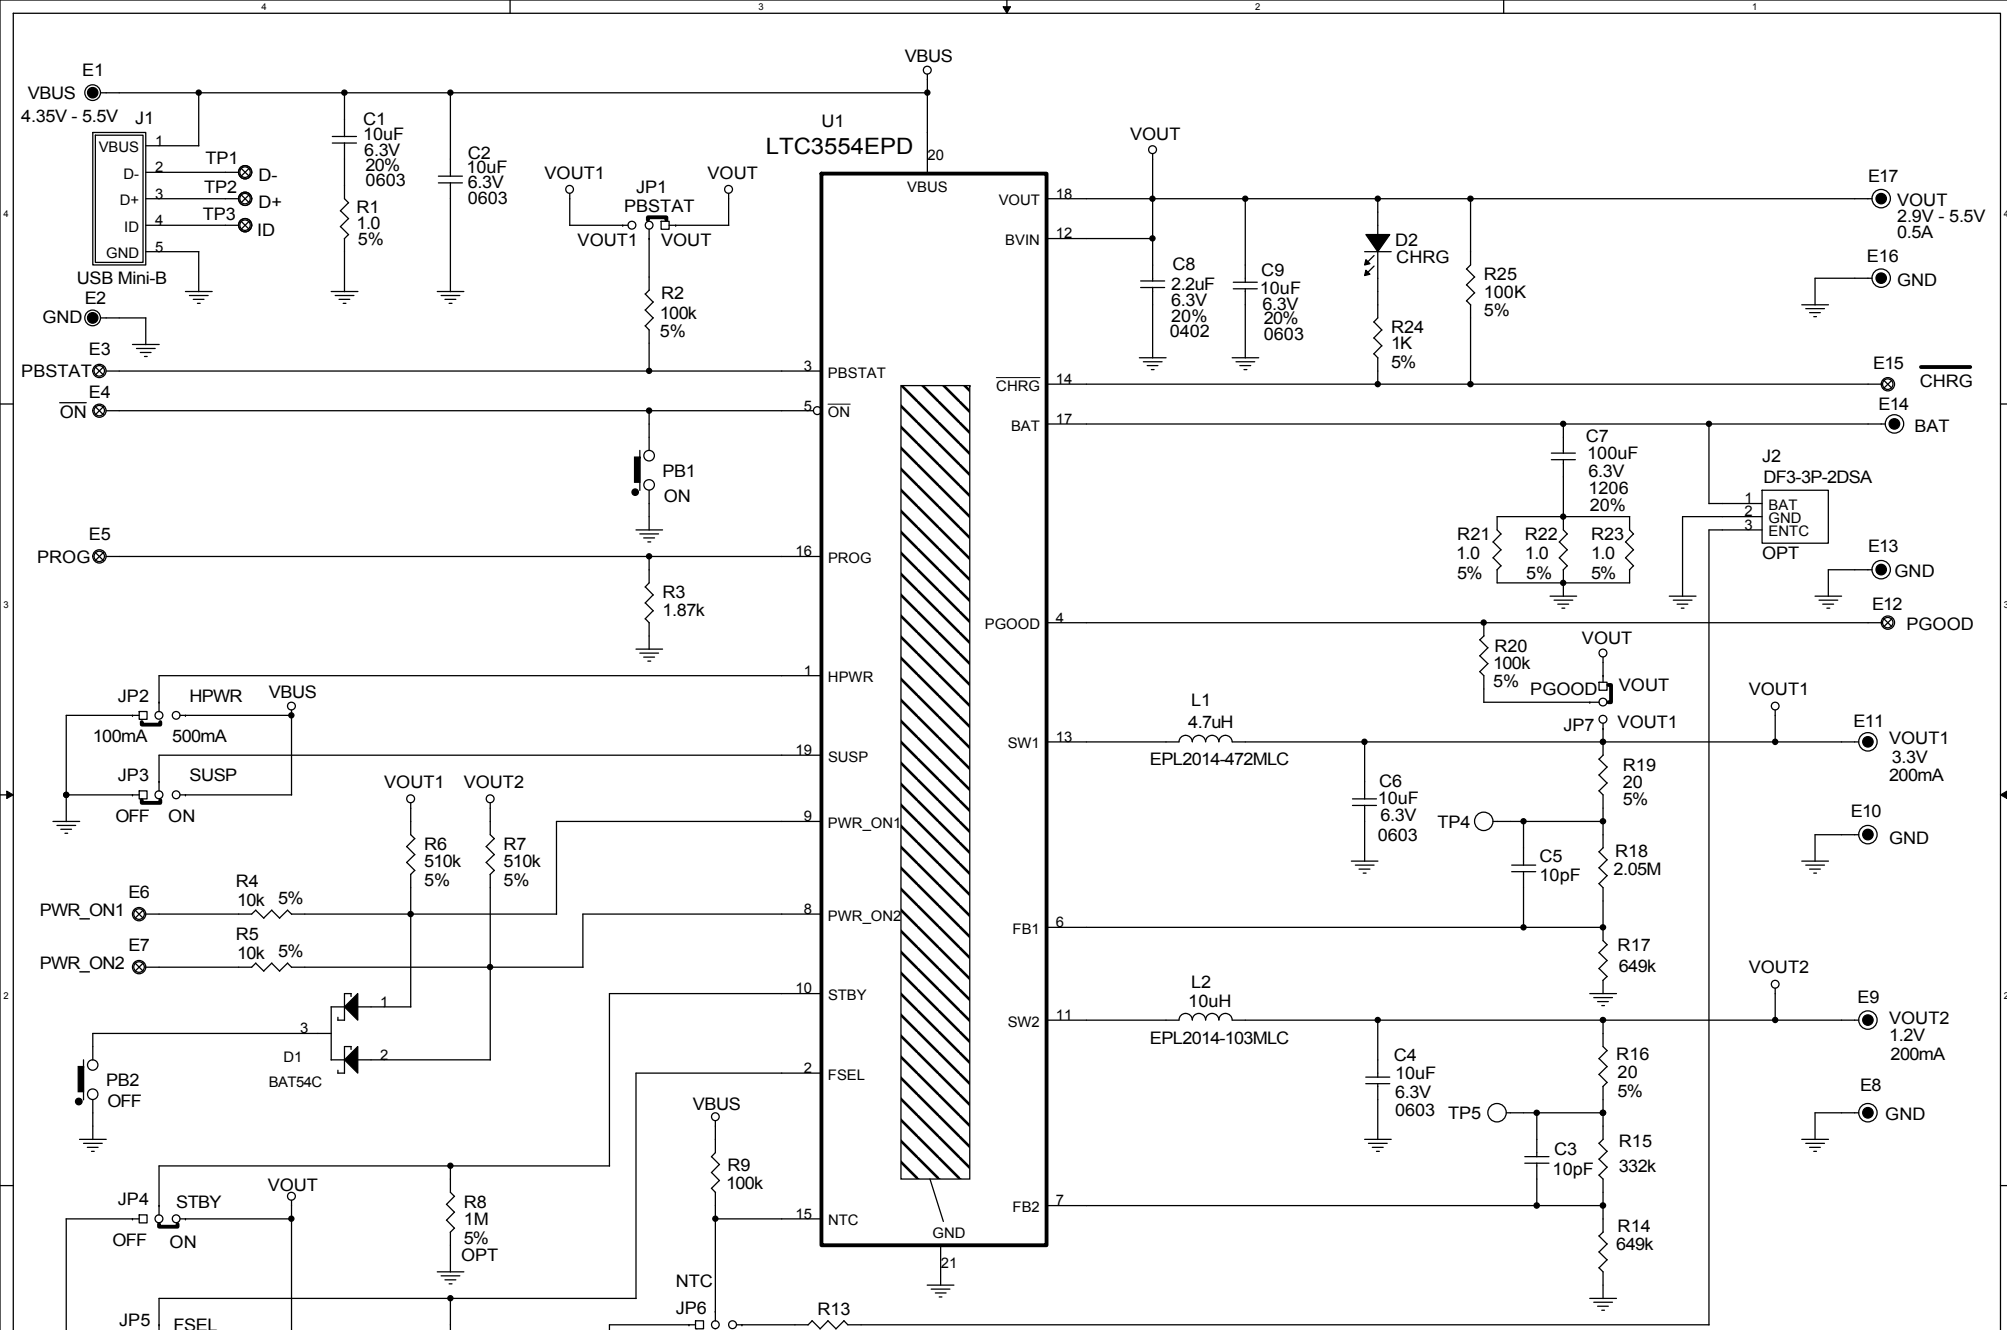 4
3
2
1
4
3
2
4
3
2
E1
VBUS
4.35V - 5.5V
J1
VBUS
D-
D+
ID
GND
1
2
3
4
5
TP1
D-
TP2
D+
TP3
ID
USB Mini-B
E2
GND
C1
10uF
6.3V
20%
0603
R1
1.0
5%
C2
10uF
6.3V
0603
VOUT1
JP1
PBSTAT
VOUT
VOUT1
VOUT
R2
100k
5%
E3
PBSTAT
E4
ON
PB1
ON
E5
PROG
R3
1.87k
JP2
HPWR
VBUS
100mA
500mA
JP3
SUSP
OFF
ON
VOUT1
VOUT2
R6
510k
5%
R7
510k
5%
E6
PWR_ON1
R4
10k
5%
E7
PWR_ON2
R5
10k
5%
1
3
2
D1
BAT54C
PB2
OFF
JP4
STBY
VOUT
OFF
ON
R8
1M
5%
OPT
JP5
FSEL
VBUS
R9
100k
NTC
JP6
R13
VBUS
U1
LTC3554EPD
20
VBUS
3
PBSTAT
5
ON
16
PROG
1
HPWR
19
SUSP
9
PWR_ON1
8
PWR_ON2
10
STBY
2
FSEL
15
NTC
GND
21
VOUT
18
BVIN
12
CHRG
14
BAT
17
PGOOD
4
SW1
13
FB1
6
SW2
11
FB2
7
VOUT
C8
2.2uF
6.3V
20%
0402
C9
10uF
6.3V
20%
0603
D2
CHRG
R24
1K
5%
R25
100K
5%
E17
VOUT
2.9V - 5.5V
0.5A
E16
GND
E15
CHRG
E14
BAT
C7
100uF
6.3V
1206
20%
R21
1.0
5%
R22
1.0
5%
R23
1.0
5%
J2
DF3-3P-2DSA
1
2
3
BAT
GND
ENTC
OPT
E13
GND
E12
PGOOD
R20
100k
5%
VOUT
PGOOD
VOUT
JP7
VOUT1
VOUT1
L1
4.7uH
EPL2014-472MLC
E11
VOUT1
3.3V
200mA
C6
10uF
6.3V
0603
R19
20
5%
TP4
C5
10pF
R18
2.05M
E10
GND
R17
649k
VOUT2
L2
10uH
EPL2014-103MLC
E9
VOUT2
1.2V
200mA
C4
10uF
6.3V
0603
R16
20
5%
TP5
C3
10pF
R15
332k
E8
GND
R14
649k